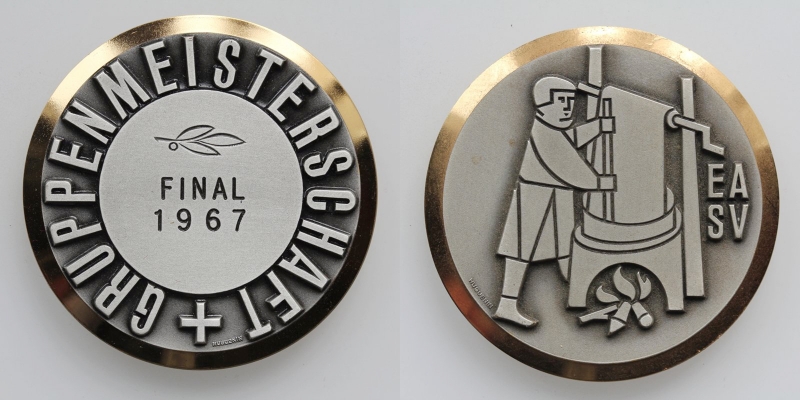 GRUPPENMEISTERSCHAFT
FINAL
1967
EA
SV